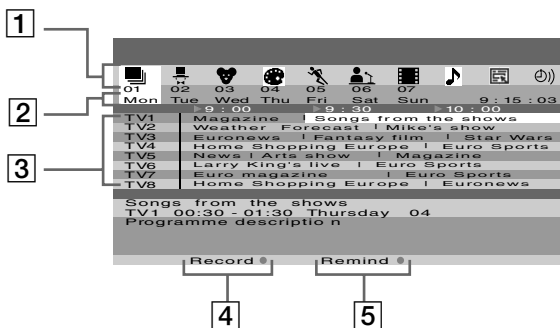 1
01 02 03 04 05 06 07
2
Mon Tue Wed Thu Fri Sat Sun 9:15:03
9:00 9:30 10:00
TV1 Magazine Songs from the shows
TV2 Weather Forecast Mike's show
TV3 Euronews Fantasy film Star Wars
TV4 Home Shopping Europe Euro Sports
3
TV5 News Arts show Magazine
TV6 Larry King's live Euro Sports
TV7 Euro magazine Euro Sports
TV8 Home Shopping Europe Euronews
Songs from the shows
TV1 00:30 - 01:30 Thursday 04
Programme descriptio n
Record Remind
4 5